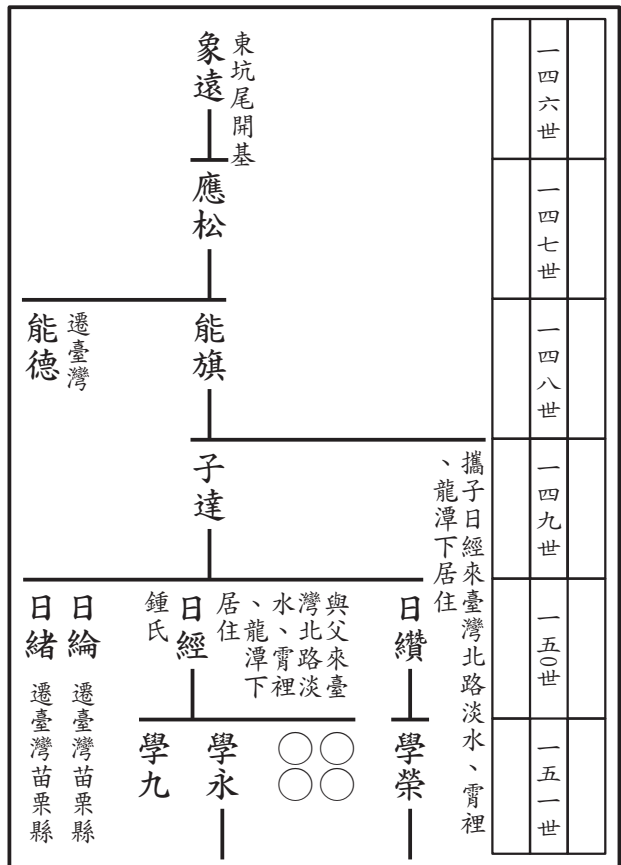 一四六世
一四七世
一四八世
一四九世
一五0世
一五一世
東坑尾開基
象遠
應松
能旗
遷臺灣
能德
攜子日經來臺灣北路淡水、霄裡
、龍潭下居住
子達
日纘
與父來臺
灣北路淡
水、霄裡
、龍潭下
居住
日經
鍾氏
日綸 遷臺灣苗栗縣
日緒 遷臺灣苗栗縣
學榮
○○
○○
學永
學九